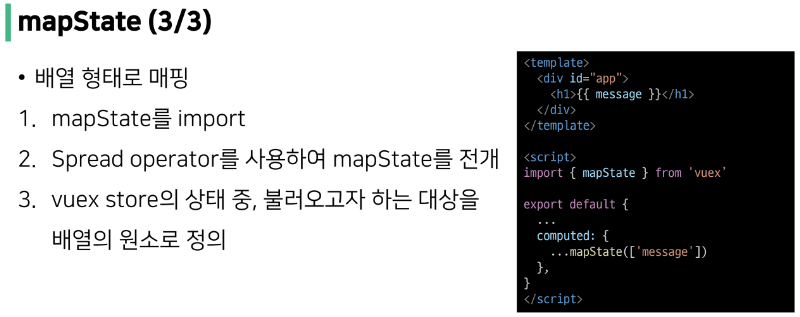 mapState (3/3)
• 배열 형태로 매핑
1. mapState를 import
2. Spread operator를 사용하여 mapState를 전개
3. vuex store의 상태 중, 불러오고자 하는 대상을
배열의 원소로 정의
<template>
  <div id="app">
    <h1>{{ message }}</h1>
  </div>
</template>

<script>
import { mapState } from 'vuex’

export default {
  ...
  computed: {
    ...mapState(['message'])
  },
}
</script>